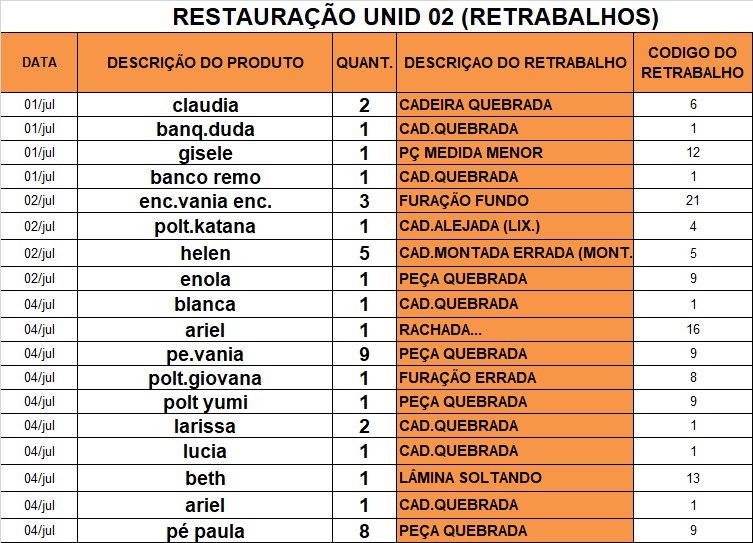 RESTAURAÇÃO UNID 02 (RETRABALHOS)
DATA DESCRIÇÃO DO PRODUTO QUANT. DESCRIÇAO DO RETRABALHO CODIGO DO RETRABALHO
01/jul claudia 2 CADEIRA QUEBRADA 6
01/jul banq.duda 1 CAD.QUEBRADA 1
01/jul gisele 1 PÇ MEDIDA MENOR 12
01/jul banco remo 1 CAD.QUEBRADA 1
02/jul enc.vania enc. 3 FURAÇÃO FUNDO 21
02/jul polt.katana 1 CAD.ALEJADA (LIX.) 4
02/jul helen 5 CAD.MONTADA ERRADA (MONT. 5
02/jul enola 1 PEÇA QUEBRADA 9
04/jul blanca 1 CAD.QUEBRADA 1
04/jul ariel 1 RACHADA... 16
04/jul pe.vania 9 PEÇA QUEBRADA 9
04/jul polt.giovana 1 FURAÇÃO ERRADA 8
04/jul polt yumi 1 PEÇA QUEBRADA 9
04/jul larissa 2 CAD.QUEBRADA 1
04/jul lucia 1 CAD.QUEBRADA 1
04/jul beth 1 LÂMINA SOLTANDO 13
04/jul ariel 1 CAD.QUEBRADA 1
04/jul pé paula 8 PEÇA QUEBRADA 9